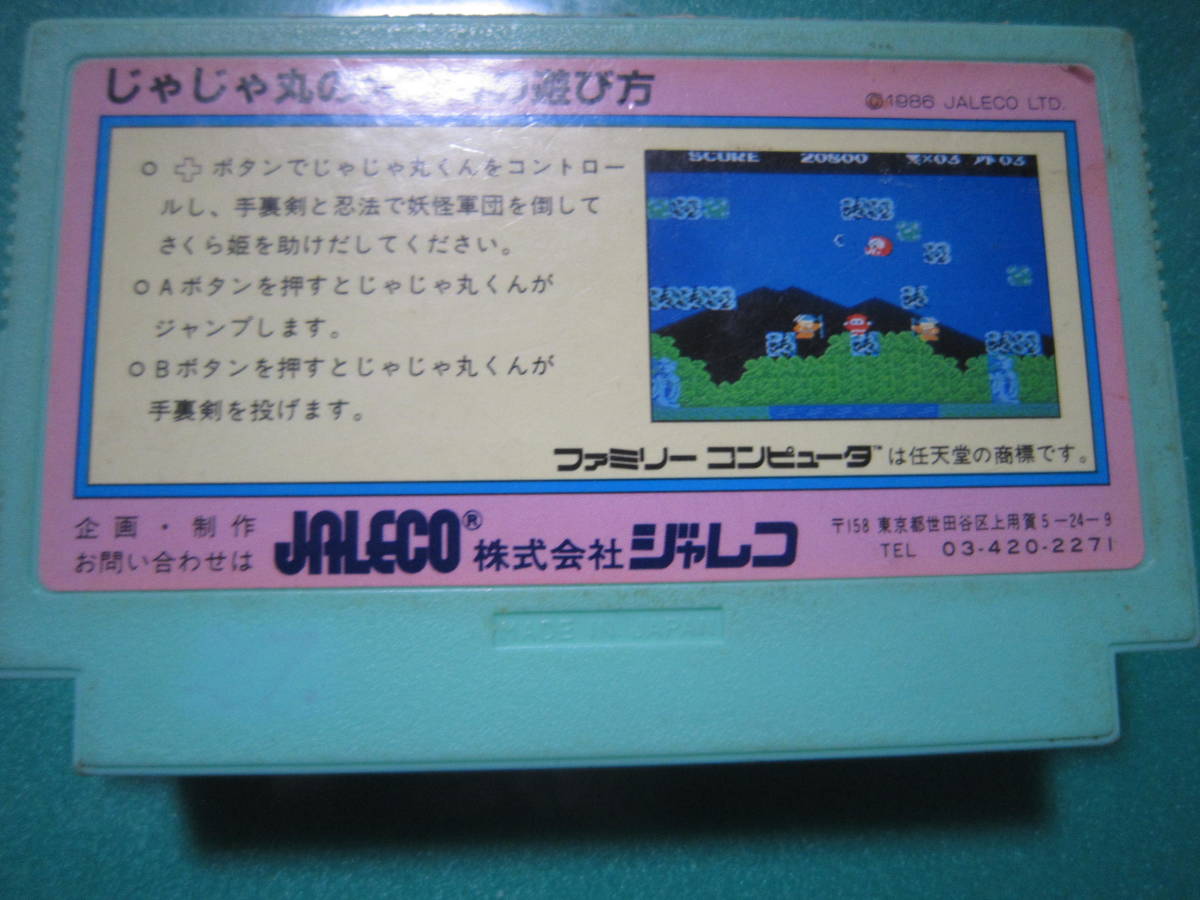 じゃじゃ丸の の遊び方
©1986 JALECO LTD.
○ ボタンでじゃじゃ丸くんをコントロー
ルし、手裏剣と忍法で妖怪軍団を倒して
さくら姫を助けだしてください。
○Aボタンを押すとじゃじゃ丸くんが
ジャンプします。
○Bボタンを押すとじゃじゃ丸くんが
手裏剣を投げます。
SCORE 20800 ×03 03
ファミリーコンピュータ™は任天堂の商標です。
企画・制作
お問い合わせは
JALECO® 株式会社ジャレコ
〒158 東京都世田谷区上用賀5-24-9
TEL 03-420-2271
MADE IN JAPAN